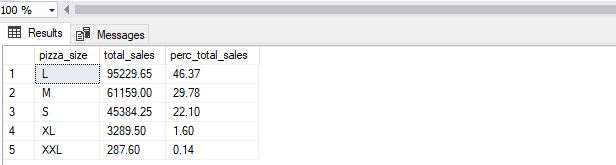 100 %
Results Messages
pizza_size total_sales perc_total_sales
1 L 95229.65 46.37
2 M 61159.00 29.78
3 S 45384.25 22.10
4 XL 3289.50 1.60
5 XXL 287.60 0.14